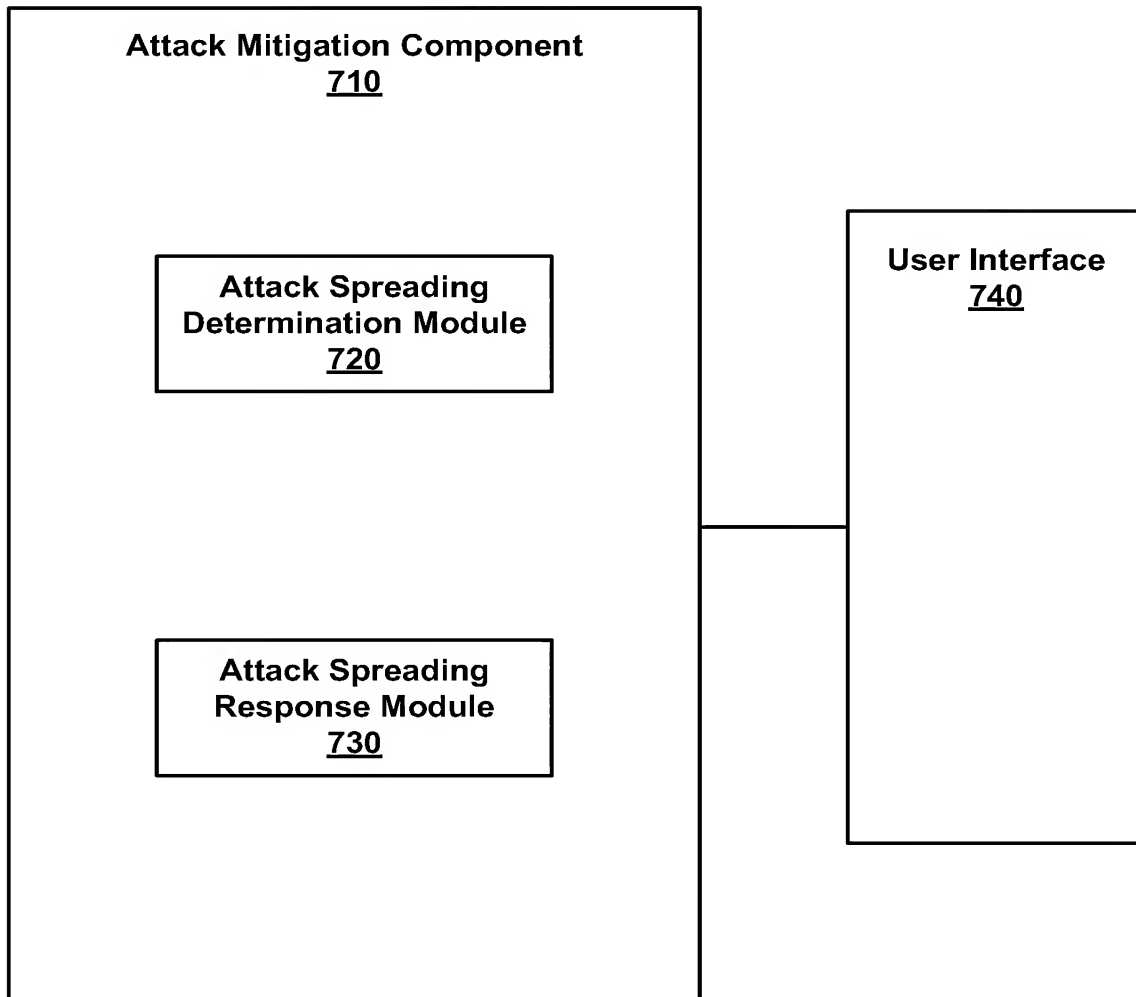 Attack Mitigation Component
710
Attack Spreading
Determination Module
720
Attack Spreading
Response Module
730
User Interface
740